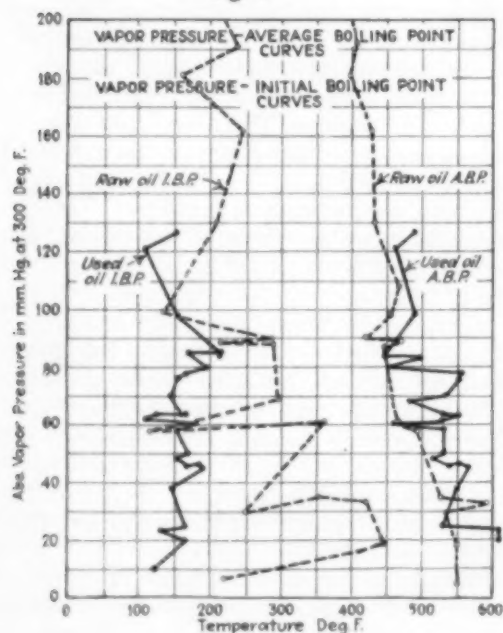 VAPOR PRESSURE-AVERAGE BOILING POINT
CURVES
VAPOR PRESSURE-INITIAL BOILING POINT
CURVES
Raw oil I.B.P.
Raw oil A.B.P.
Used
oil I.B.P.
Used oil
A.B.P.
Abs. Vapor Pressure in mm. Hg. at 300 Deg. F.
200
180
160
140
120
100
80
60
40
20
0
0 100 200 300 400 500 600
Temperature Deg. F.